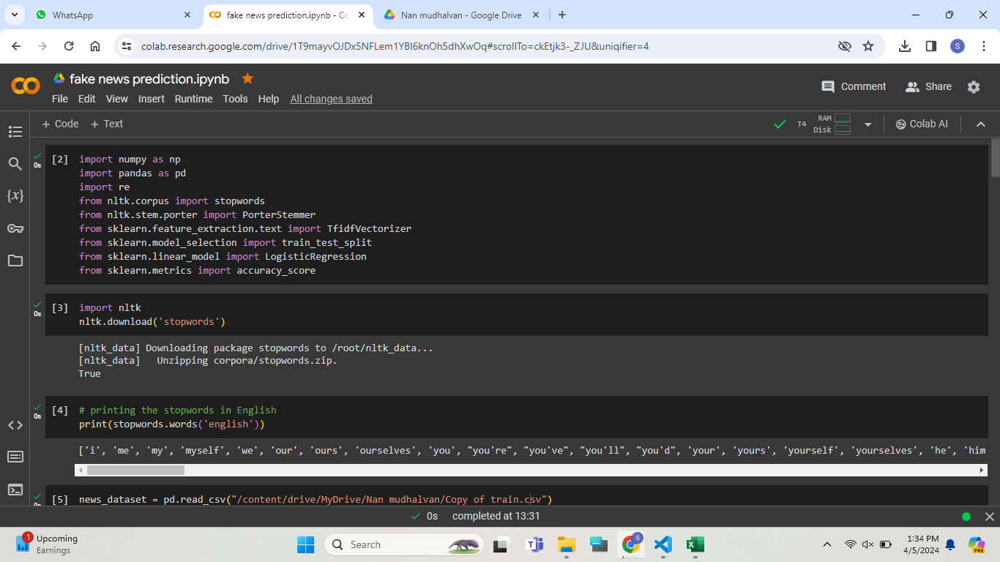 WhatsApp
fake news prediction.ipynb - Co
Nan mudhalvan - Google Drive
colab.research.google.com/drive/1T9mayvOJDx5NFLem1YBl6knOh5dhXwOq#scrollTo=ckEtjk3-_ZJU&uniqifier=4
S
fake news prediction.ipynb
Comment
Share
File Edit View Insert Runtime Tools Help All changes saved
+ Code + Text
T4
RAM
Disk
Colab AI
[2] import numpy as np
0s
import pandas as pd
import re
from nltk.corpus import stopwords
from nltk.stem.porter import PorterStemmer
from sklearn.feature_extraction.text import TfidfVectorizer
from sklearn.model_selection import train_test_split
from sklearn.linear_model import LogisticRegression
from sklearn.metrics import accuracy_score
{x}
[3] import nltk
0s
nltk.download('stopwords')
[nltk_data] Downloading package stopwords to /root/nltk_data...
[nltk_data]   Unzipping corpora/stopwords.zip.
True
[4] # printing the stopwords in English
0s
print(stopwords.words('english'))
['i', 'me', 'my', 'myself', 'we', 'our', 'ours', 'ourselves', 'you', "you're", "you've", "you'll", "you'd", 'your', 'yours', 'yourself', 'yourselves', 'he', 'him
[5] news_dataset = pd.read_csv("/content/drive/MyDrive/Nan mudhalvan/Copy of train.csv")
0s
0s completed at 13:31
1
Upcoming
Earnings
Search
S
1:34 PM
4/5/2024
PRE